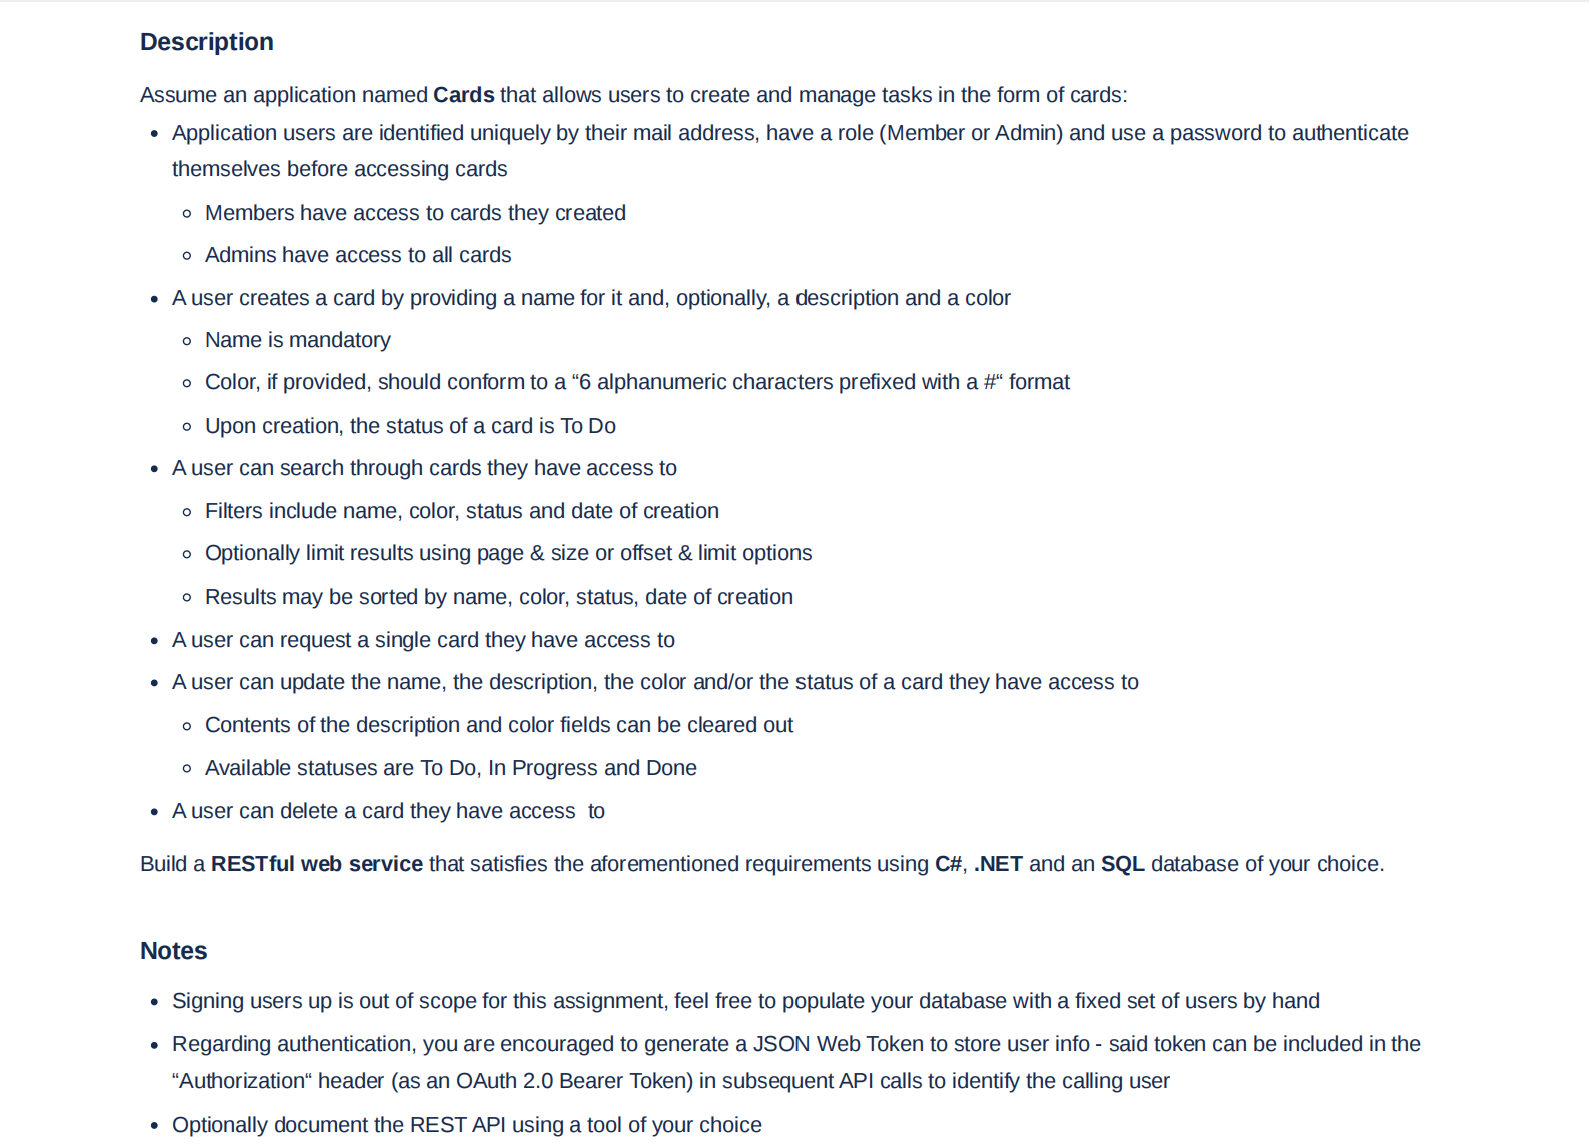 Description
Assume an application named Cards that allows users to create and manage tasks in the form of cards:
Application users are identified uniquely by their mail address, have a role (Member or Admin) and use a password to authenticate
themselves before accessing cards
Members have access to cards they created
Admins have access to all cards
A user creates a card by providing a name for it and, optionally, a description and a color
Name is mandatory
Color, if provided, should conform to a “6 alphanumeric characters prefixed with a #“ format
Upon creation, the status of a card is To Do
A user can search through cards they have access to
Filters include name, color, status and date of creation
Optionally limit results using page & size or offset & limit options
Results may be sorted by name, color, status, date of creation
A user can request a single card they have access to
A user can update the name, the description, the color and/or the status of a card they have access to
Contents of the description and color fields can be cleared out
Available statuses are To Do, In Progress and Done
A user can delete a card they have access to
Build a RESTful web service that satisfies the aforementioned requirements using C#, .NET and an SQL database of your choice.
Notes
Signing users up is out of scope for this assignment, feel free to populate your database with a fixed set of users by hand
Regarding authentication, you are encouraged to generate a JSON Web Token to store user info - said token can be included in the
“Authorization“ header (as an OAuth 2.0 Bearer Token) in subsequent API calls to identify the calling user
Optionally document the REST API using a tool of your choice